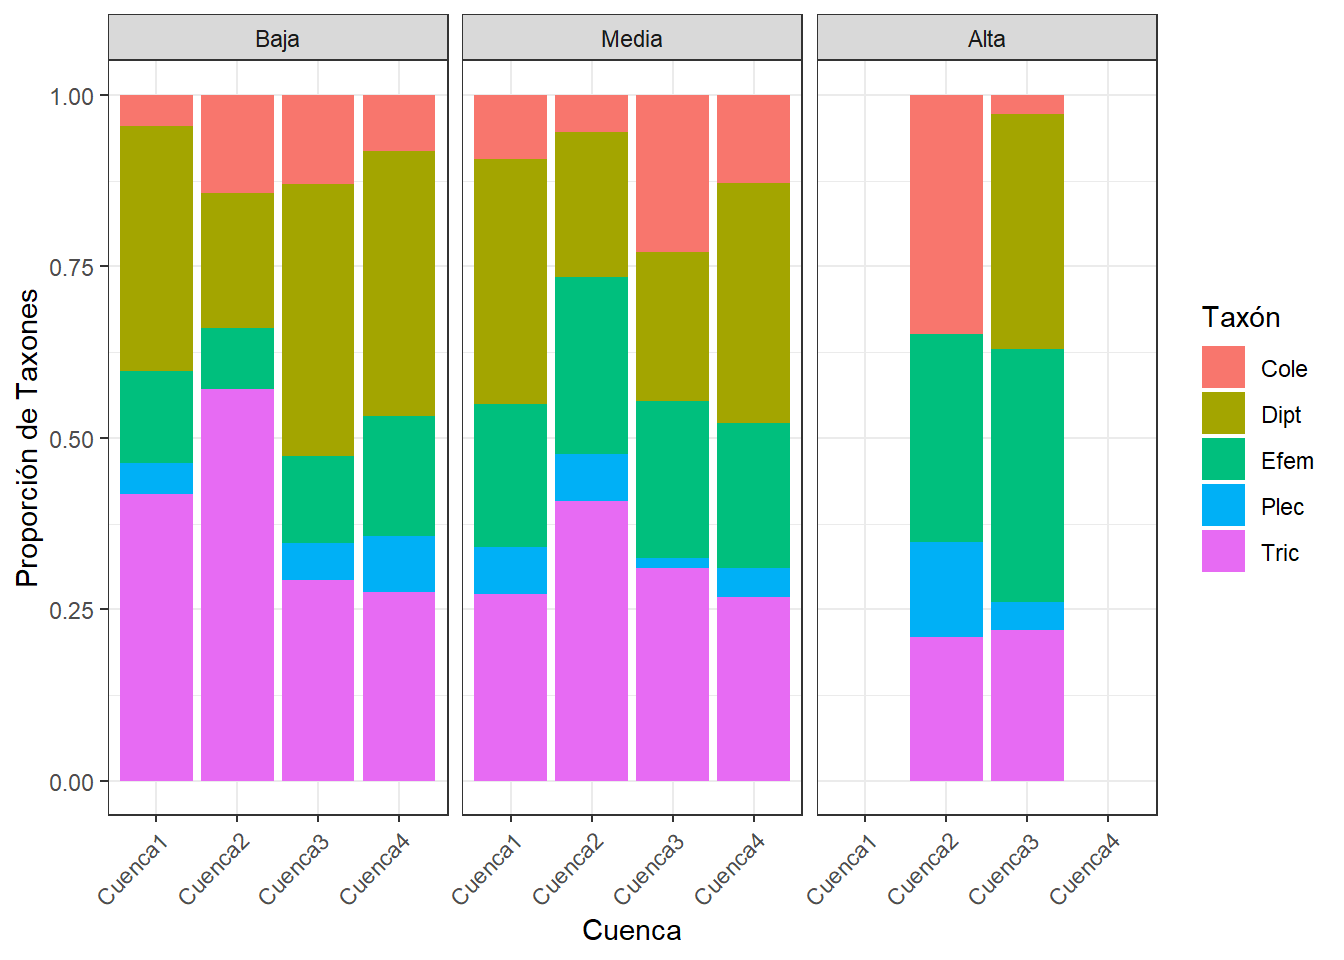 Baja
Media
Alta
Proporción de Taxones
1.00
0.75
0.50
0.25
0.00
Cuenca1
Cuenca2
Cuenca3
Cuenca4
Cuenca1
Cuenca2
Cuenca3
Cuenca4
Cuenca1
Cuenca2
Cuenca3
Cuenca4
Cuenca
Taxón
Cole
Dipt
Efem
Plec
Tric